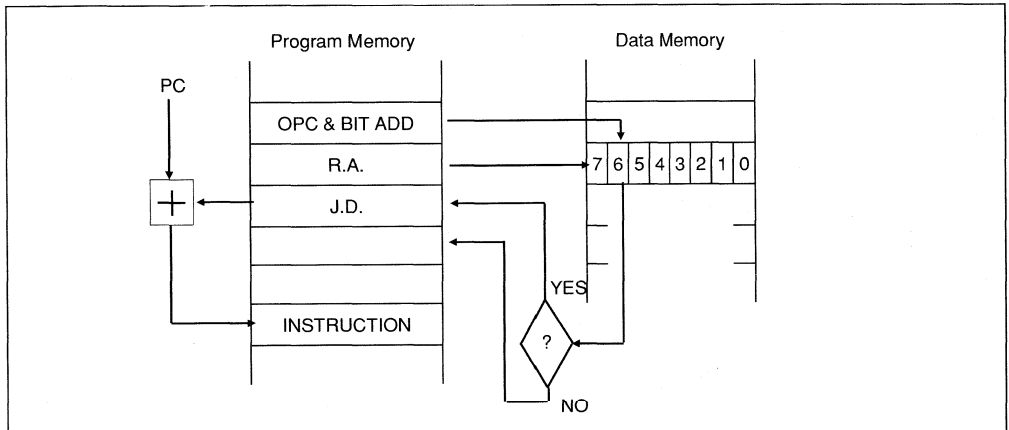 Program Memory
Data Memory
PC
OPC & BIT ADD
R.A.
7 6 5 4 3 2 1 0
+
J.D.
YES
INSTRUCTION
?
NO